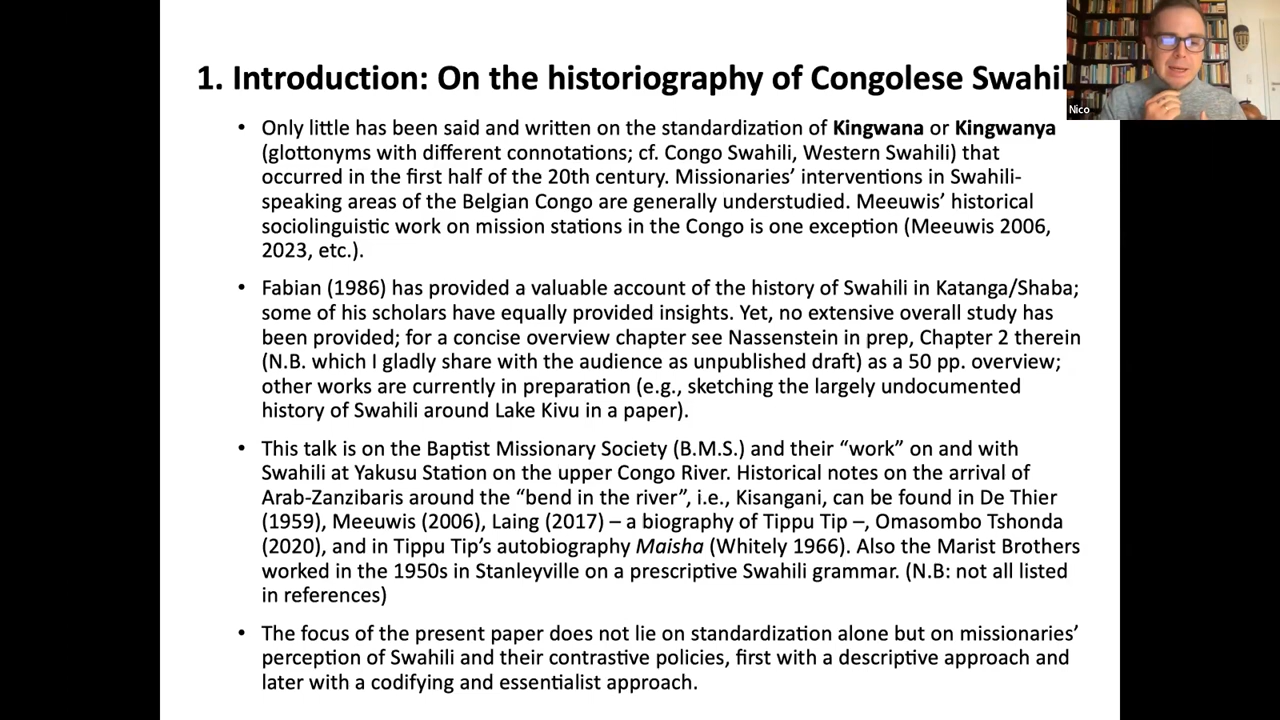 1. Introduction: On the historiography of Congolese Swahil
Nico
• Only little has been said and written on the standardization of Kingwana or Kingwanya
(glottonyms with different connotations; cf. Congo Swahili, Western Swahili) that
occurred in the first half of the 20th century. Missionaries’ interventions in Swahili-
speaking areas of the Belgian Congo are generally understudied. Meeuwis’ historical
sociolinguistic work on mission stations in the Congo is one exception (Meeuwis 2006,
2023, etc.).
• Fabian (1986) has provided a valuable account of the history of Swahili in Katanga/Shaba;
some of his scholars have equally provided insights. Yet, no extensive overall study has
been provided; for a concise overview chapter see Nassenstein in prep, Chapter 2 therein
(N.B. which I gladly share with the audience as unpublished draft) as a 50 pp. overview;
other works are currently in preparation (e.g., sketching the largely undocumented
history of Swahili around Lake Kivu in a paper).
• This talk is on the Baptist Missionary Society (B.M.S.) and their “work” on and with
Swahili at Yakusu Station on the upper Congo River. Historical notes on the arrival of
Arab-Zanzibaris around the “bend in the river”, i.e., Kisangani, can be found in De Thier
(1959), Meeuwis (2006), Laing (2017) – a biography of Tippu Tip –, Omasombo Tshonda
(2020), and in Tippu Tip’s autobiography Maisha (Whitely 1966). Also the Marist Brothers
worked in the 1950s in Stanleyville on a prescriptive Swahili grammar. (N.B: not all listed
in references)
• The focus of the present paper does not lie on standardization alone but on missionaries’
perception of Swahili and their contrastive policies, first with a descriptive approach and
later with a codifying and essentialist approach.